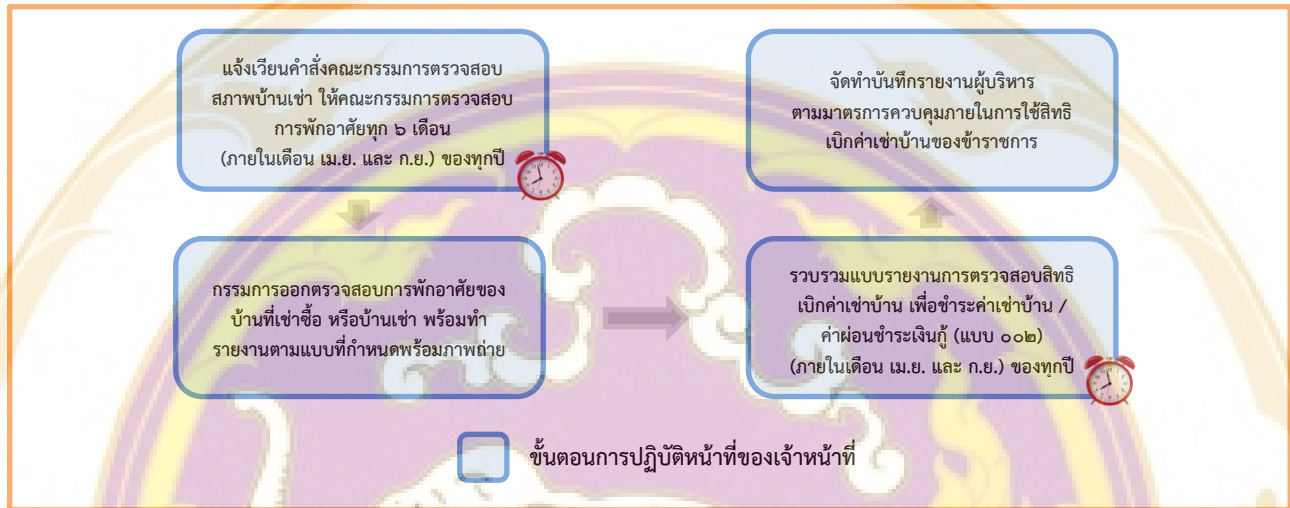 แจ้งเวียนคำสั่งคณะกรรมการตรวจสอบ
สภาพบ้านเช่า ให้คณะกรรมการตรวจสอบ
การพักอาศัยทุก ๖ เดือน
(ภายในเดือน เม.ย. และ ก.ย.) ของทุกปี
กรรมการออกตรวจสอบการพักอาศัยของ
บ้านที่เช่าซื้อ หรือบ้านเช่า พร้อมทำ
รายงานตามแบบที่กำหนดพร้อมภาพถ่าย
รวบรวมแบบรายงานการตรวจสอบสิทธิ
เบิกค่าเช่าบ้าน เพื่อชำระค่าเช่าบ้าน /
ค่าผ่อนชำระเงินกู้ (แบบ ๐๐๒)
(ภายในเดือน เม.ย. และ ก.ย.) ของทุกปี
จัดทำบันทึกรายงานผู้บริหาร
ตามมาตรการควบคุมภายในการใช้สิทธิ
เบิกค่าเช่าบ้านของข้าราชการ
ขั้นตอนการปฏิบัติหน้าที่ของเจ้าหน้าที่